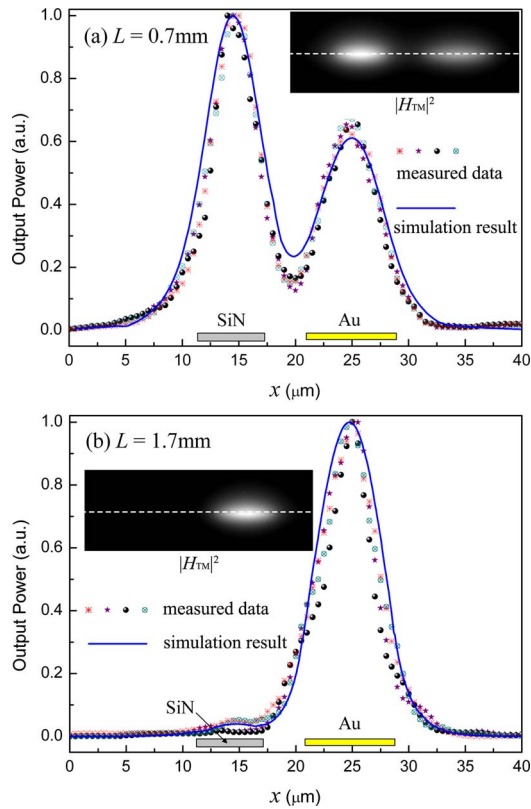 (a) L = 0.7mm
|H_TM|²
measured data
simulation result
SiN
Au
Output Power (a.u.)
1.0
0.8
0.6
0.4
0.2
0.0
0
5
10
15
20
25
30
35
40
x (μm)
(b) L = 1.7mm
|H_TM|²
measured data
simulation result
SiN
Au
Output Power (a.u.)
1.0
0.8
0.6
0.4
0.2
0.0
0
5
10
15
20
25
30
35
40
x (μm)